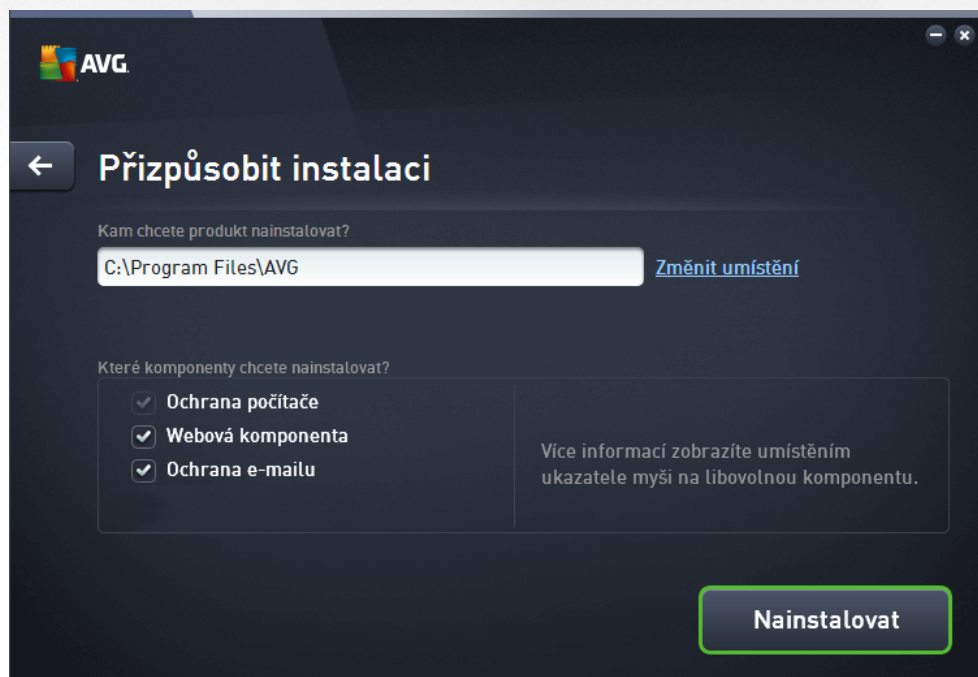 AVG.
Přizpůsobit instalaci
Kam chcete produkt nainstalovat?
C:\Program Files\AVG
Změnit umístění
Které komponenty chcete nainstalovat?
Ochrana počítače
Webová komponenta
Ochrana e-mailu
Více informací zobrazíte umístěním
ukazatele myši na libovolnou komponentu.
Nainstalovat